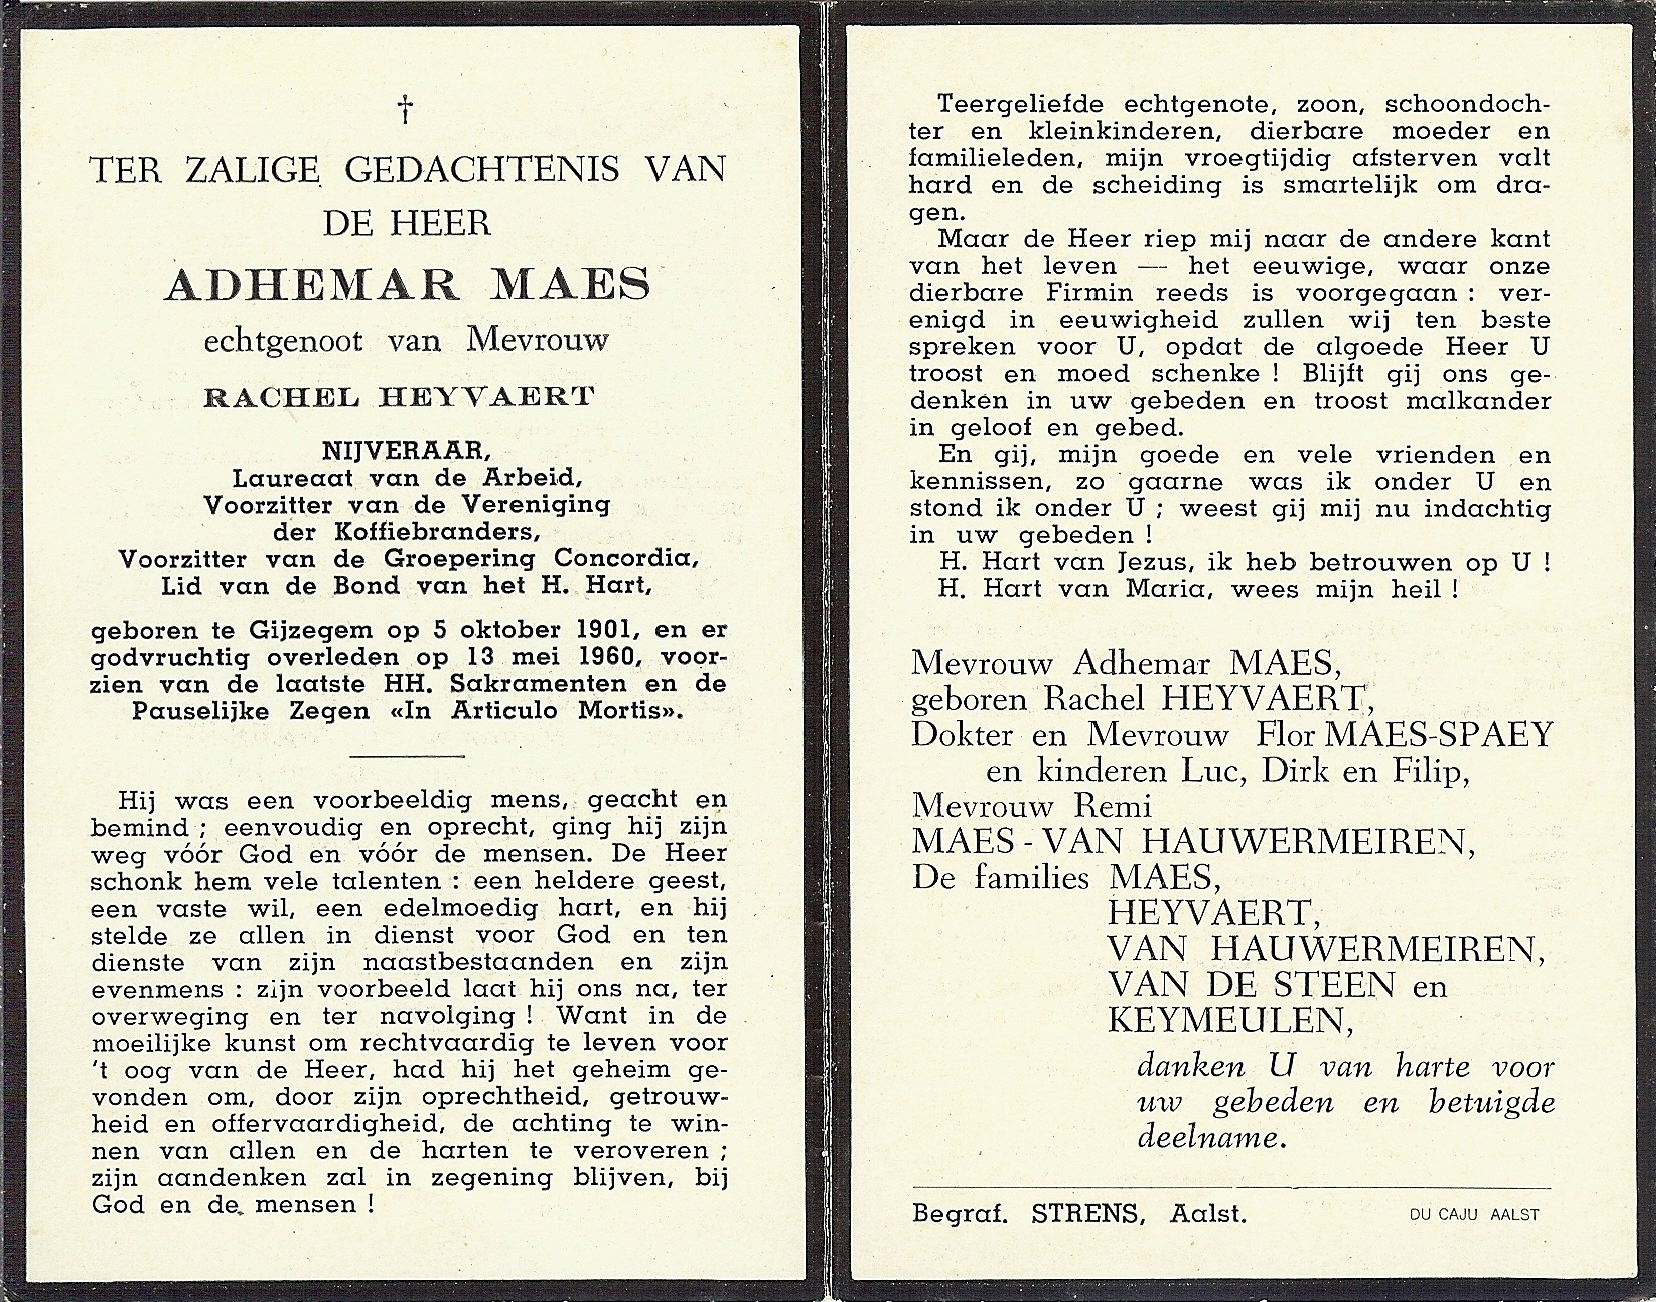 †
TER ZALIGE GEDACHTENIS VAN
DE HEER
ADHEMAR MAES
echtgenoot van Mevrouw
RACHEL HEYVAERT
NIJVERAAR,
Laureaat van de Arbeid,
Voorzitter van de Vereniging
der Koffiebranders,
Voorzitter van de Groepering Concordia,
Lid van de Bond van het H. Hart,
geboren te Gijzegem op 5 oktober 1901, en er
godvruchtig overleden op 13 mei 1960, voor-
zien van de laatste HH. Sakramenten en de
Pauselijke Zegen «In Articulo Mortis».
Hij was een voorbeeldig mens, geacht en
bemind ; eenvoudig en oprecht, ging hij zijn
weg vóór God en vóór de mensen. De Heer
schonk hem vele talenten : een heldere geest,
een vaste wil, een edelmoedig hart, en hij
stelde ze allen in dienst voor God en ten
dienste van zijn naastbestaanden en zijn
evenmens : zijn voorbeeld laat hij ons na, ter
overweging en ter navolging ! Want in de
moeilijke kunst om rechtvaardig te leven voor
't oog van de Heer, had hij het geheim ge-
vonden om, door zijn oprechtheid, getrouw-
heid en offervaardigheid, de achting te win-
nen van allen en de harten te veroveren ;
zijn aandenken zal in zegening blijven, bij
God en de mensen !
Teergeliefde echtgenote, zoon, schoondoch-
ter en kleinkinderen, dierbare moeder en
familieleden, mijn vroegtijdig afsterven valt
hard en de scheiding is smartelijk om dra-
gen.
Maar de Heer riep mij naar de andere kant
van het leven — het eeuwige, waar onze
dierbare Firmin reeds is voorgegaan : ver-
enigd in eeuwigheid zullen wij ten beste
spreken voor U, opdat de algoede Heer U
troost en moed schenke ! Blijft gij ons ge-
denken in uw gebeden en troost malkander
in geloof en gebed.
En gij, mijn goede en vele vrienden en
kennissen, zo gaarne was ik onder U en
stond ik onder U ; weest gij mij nu indachtig
in uw gebeden !
H. Hart van Jezus, ik heb betrouwen op U !
H. Hart van Maria, wees mijn heil !
Mevrouw Adhemar MAES,
geboren Rachel HEYVAERT,
Dokter en Mevrouw Flor MAES-SPAEY
en kinderen Luc, Dirk en Filip,
Mevrouw Remi
MAES - VAN HAUWERMEIREN,
De families MAES,
HEYVAERT,
VAN HAUWERMEIREN,
VAN DE STEEN en
KEYMEULEN,
danken U van harte voor
uw gebeden en betuigde
deelname.
Begraf. STRENS, Aalst.
DU CAJU AALST